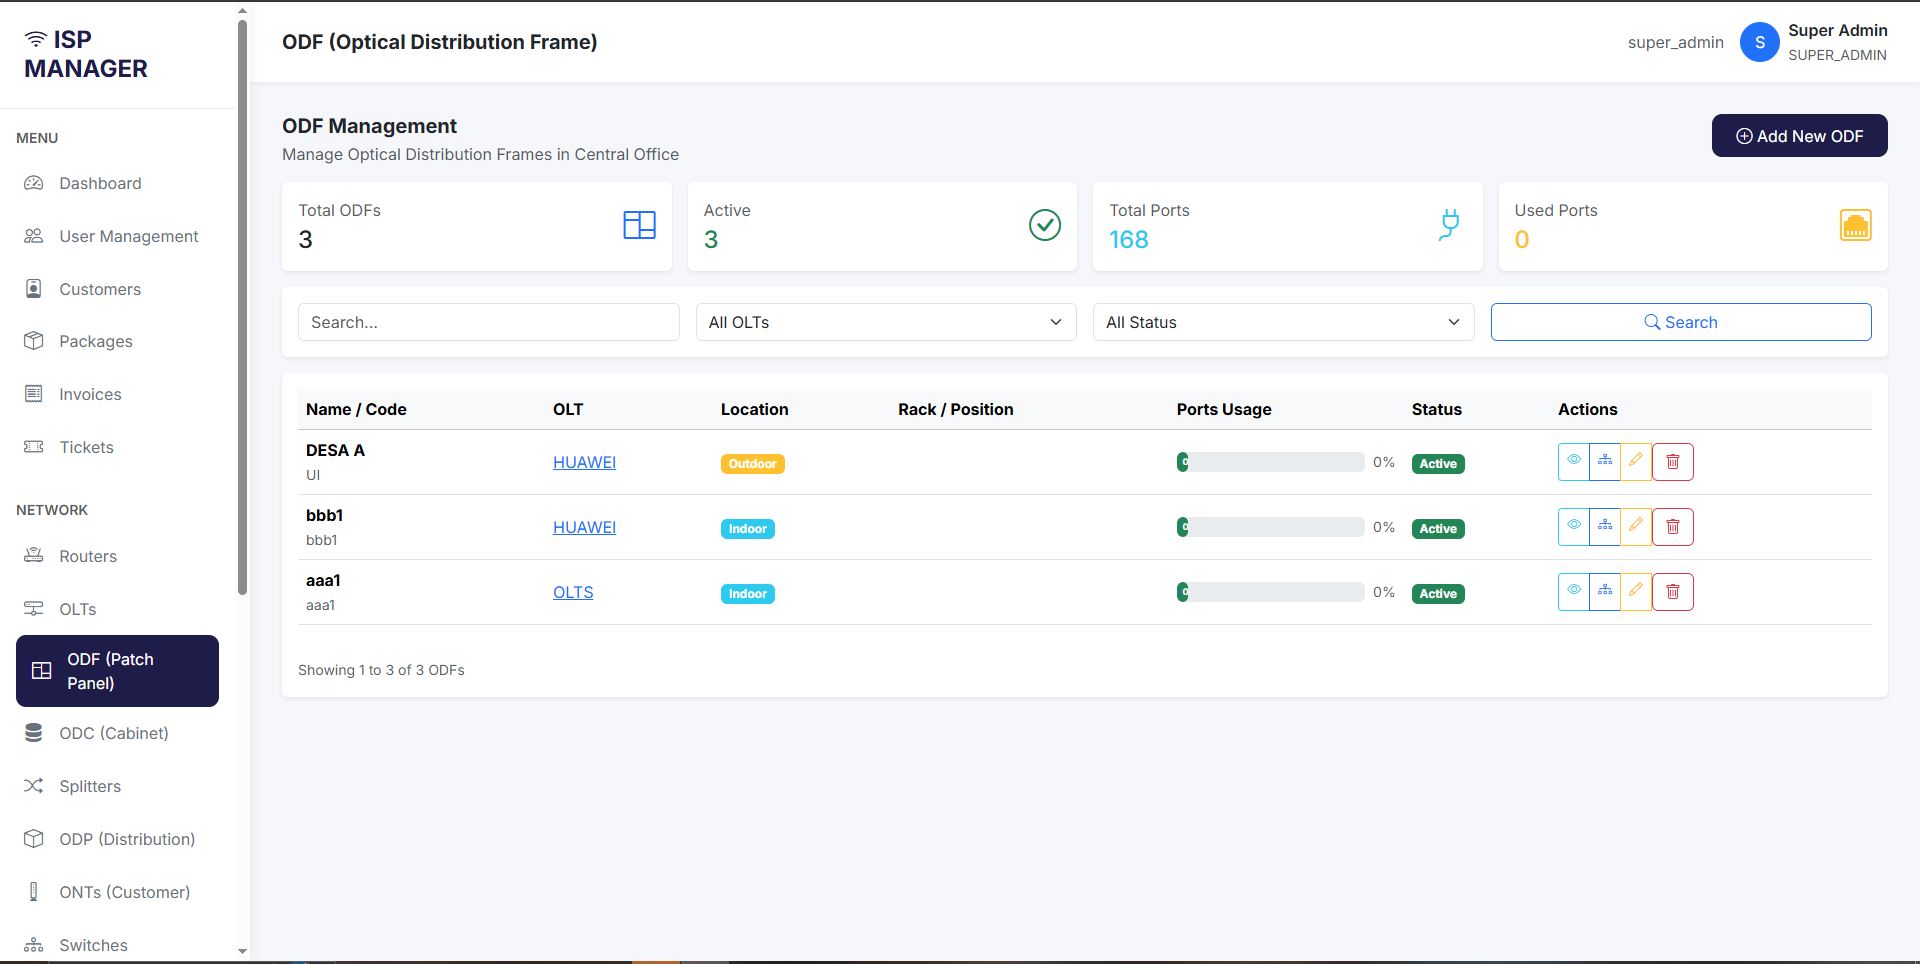 ISP
MANAGER
MENU
Dashboard
User Management
Customers
Packages
Invoices
Tickets
NETWORK
Routers
OLTs
ODF (Patch
Panel)
ODC (Cabinet)
Splitters
ODP (Distribution)
ONTs (Customer)
Switches
ODF (Optical Distribution Frame)
super_admin
S
Super Admin
SUPER_ADMIN
ODF Management
Manage Optical Distribution Frames in Central Office
Add New ODF
Total ODFs
3
Active
3
Total Ports
168
Used Ports
0
Search...
All OLTs
All Status
Search
Name / Code OLT Location Rack / Position Ports Usage Status Actions
DESA A
UI
HUAWEI
Outdoor
0
0%
Active
bbb1
bbb1
HUAWEI
Indoor
0
0%
Active
aaa1
aaa1
OLTS
Indoor
0
0%
Active
Showing 1 to 3 of 3 ODFs